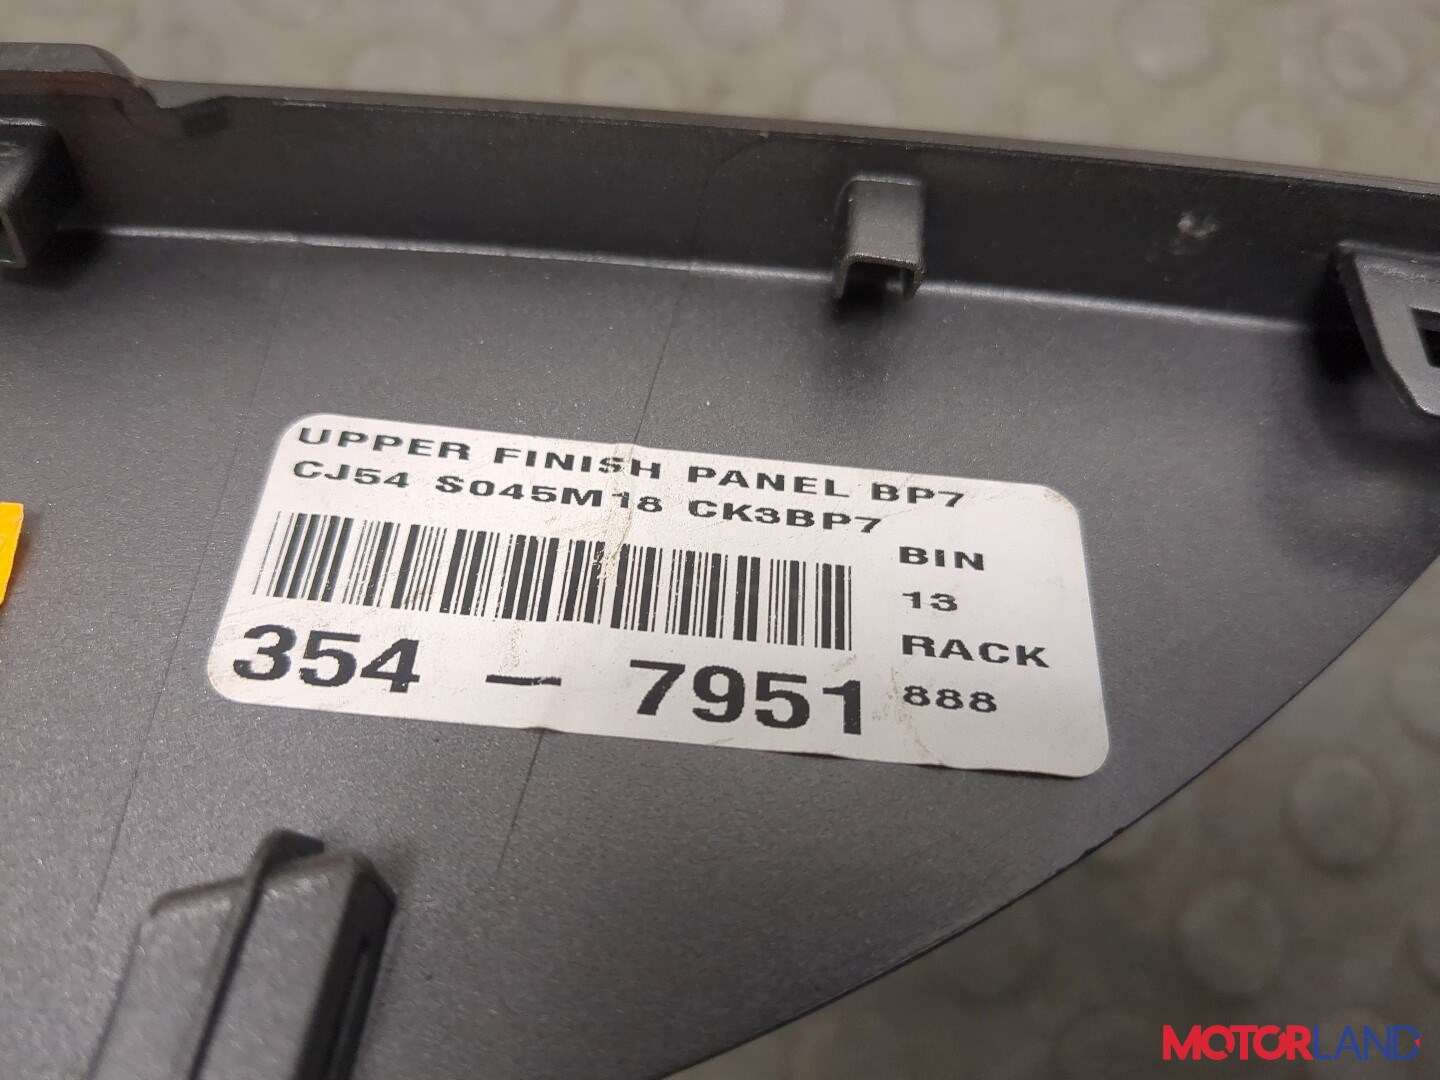 UPPER FINISH PANEL BP7
CJ54 S045M18 CK3BP7
BIN
13
RACK
888
354 - 7951
MOTORLAND